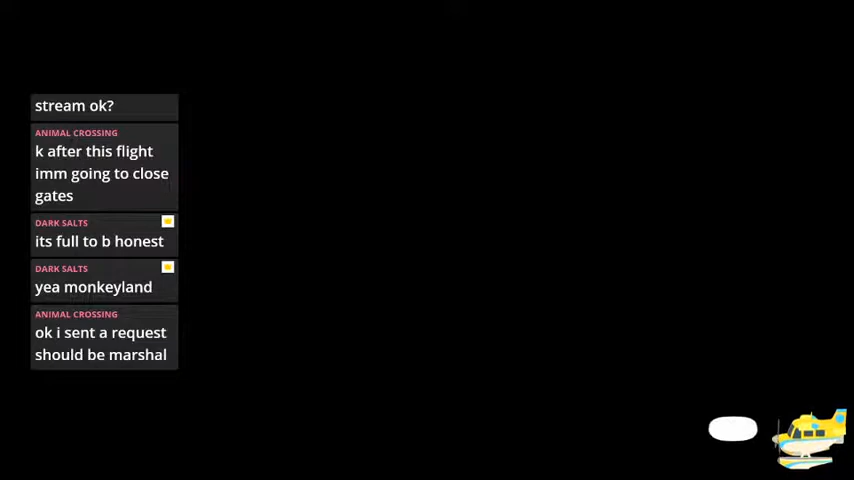 stream ok?
ANIMAL CROSSING
k after this flight
imm going to close
gates
DARK SALTS
its full to b honest
DARK SALTS
yea monkeyland
ANIMAL CROSSING
ok i sent a request
should be marshal